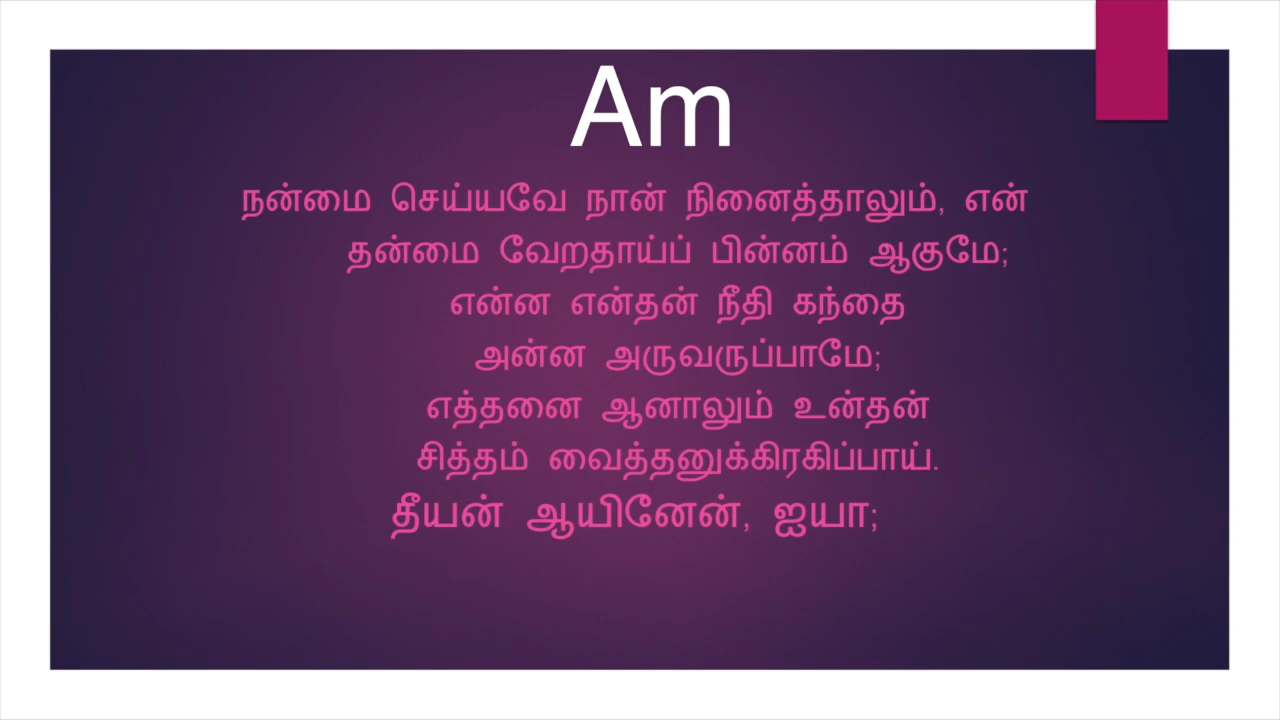 Am
நன்மை செய்யவே நான் நினைத்தாலும், என்
தன்மை வேறதாய்ப் பின்னம் ஆகுமே;
என்ன என்தன் நீதி கந்தை
அன்ன அருவருப்பாமே;
எத்தனை ஆனாலும் உன்தன்
சித்தம் வைத்தனுக்கிரகிப்பாய்.
தீயன் ஆயினேன், ஐயா;